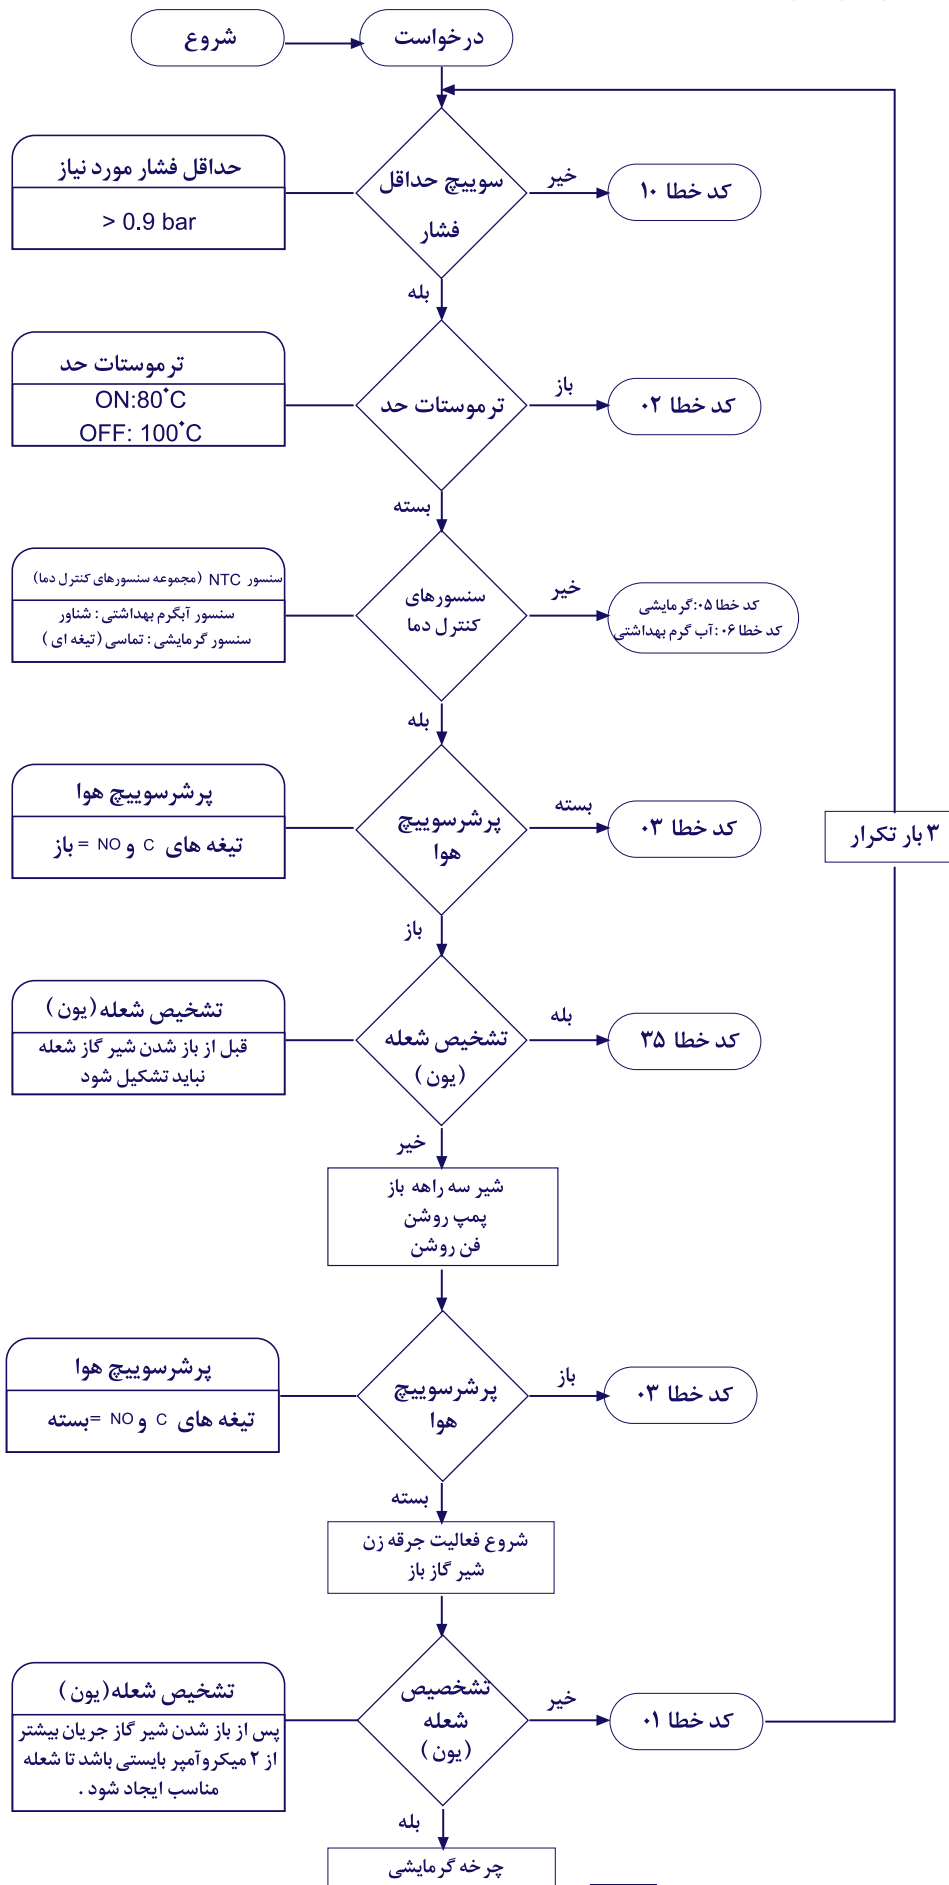 شروع
درخواست
حداقل فشار مورد نیاز
> 0.9 bar
سوییچ حداقل
فشار
خیر
کد خطا ۱۰
بله
ترموستات حد
ON:80°C
OFF: 100°C
ترموستات حد
باز
کد خطا ۰۲
بسته
سنسور NTC (مجموعه سنسورهای کنترل دما)
سنسور آبگرم بهداشتی : شناور
سنسور گرمایشی : تماسی (تیغه ای )
سنسورهای
کنترل دما
خیر
کد خطا ۰۵:گرمایشی
کد خطا ۰۶: آب گرم بهداشتی
بله
پرشرسوییچ هوا
تیغه های C و NO = باز
پرشرسوییچ
هوا
بسته
کد خطا ۰۳
۳ بار تکرار
باز
تشخیص شعله (یون )
قبل از باز شدن شیر گاز شعله
نباید تشکیل شود
تشخیص شعله
(یون )
بله
کد خطا ۳۵
خیر
شیر سه راهه باز
پمپ روشن
فن روشن
پرشرسوییچ هوا
تیغه های C و NO =بسته
پرشرسوییچ
هوا
باز
کد خطا ۰۳
بسته
شروع فعالیت جرقه زن
شیر گاز باز
تشخیص شعله (یون )
پس از باز شدن شیر گاز جریان بیشتر
از ۲ میکروآمپر بایستی باشد تا شعله
مناسب ایجاد شود .
تشخصیص
شعله
(یون )
خیر
کد خطا ۰۱
بله
چرخه گرمایشی